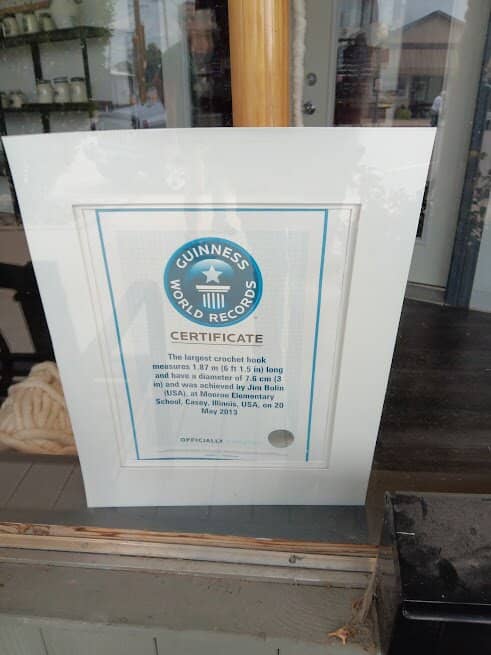 GUINNESS
WORLD RECORDS
CERTIFICATE
The largest crochet hook
measures 1.87 m (6 ft 1.5 in) long
and have a diameter of 7.6 cm (3
in) and was achieved by Jim Bolin
(USA), at Monroe Elementary
School, Casey, Illinois, USA, on 20
May 2013
OFFICIALLY